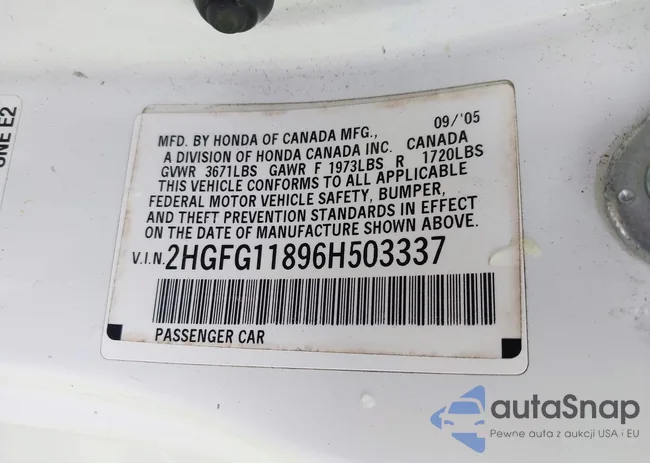 ONE E2
09/'05
MFD. BY HONDA OF CANADA MFG.,
A DIVISION OF HONDA CANADA INC. CANADA
GVWR 3671LBS GAWR F 1973LBS R 1720LBS
THIS VEHICLE CONFORMS TO ALL APPLICABLE
FEDERAL MOTOR VEHICLE SAFETY, BUMPER,
AND THEFT PREVENTION STANDARDS IN EFFECT
ON THE DATE OF MANUFACTURE SHOWN ABOVE.
V.I.N. 2HGFG11896H503337
PASSENGER CAR
autaSnap
Pewne auta z aukcji USA i EU